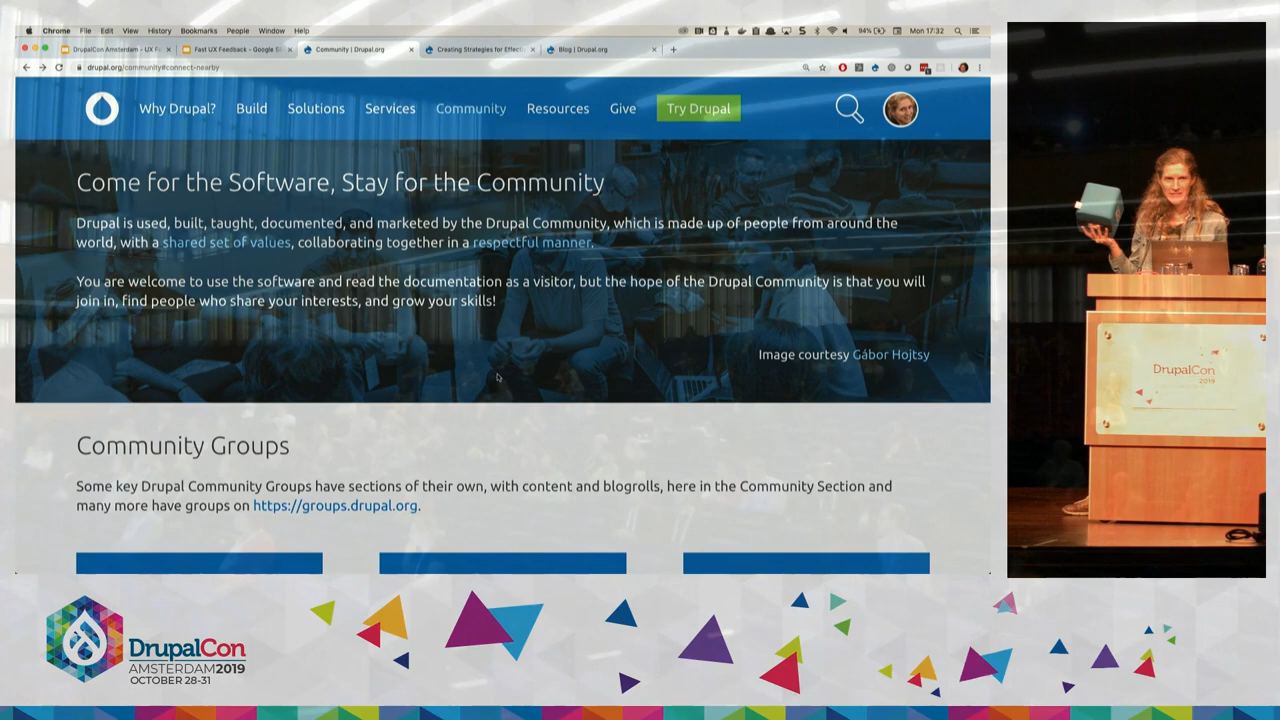 Chrome File Edit View History Bookmarks People Window Help
94% Mon 17:32
DrupalCon Amsterdam - UX F
Fast UX Feedback - Google Sl
Community | Drupal.org
Creating Strategies for Effect
Blog | Drupal.org
drupal.org/community#connect-nearby
Why Drupal? Build Solutions Services Community Resources Give Try Drupal
Come for the Software, Stay for the Community
Drupal is used, built, taught, documented, and marketed by the Drupal Community, which is made up of people from around the
world, with a shared set of values, collaborating together in a respectful manner.
You are welcome to use the software and read the documentation as a visitor, but the hope of the Drupal Community is that you will
join in, find people who share your interests, and grow your skills!
Image courtesy Gábor Hojtsy
Community Groups
Some key Drupal Community Groups have sections of their own, with content and blogrolls, here in the Community Section and
many more have groups on https://groups.drupal.org.
DrupalCon
2019
DrupalCon
AMSTERDAM2019
OCTOBER 28-31